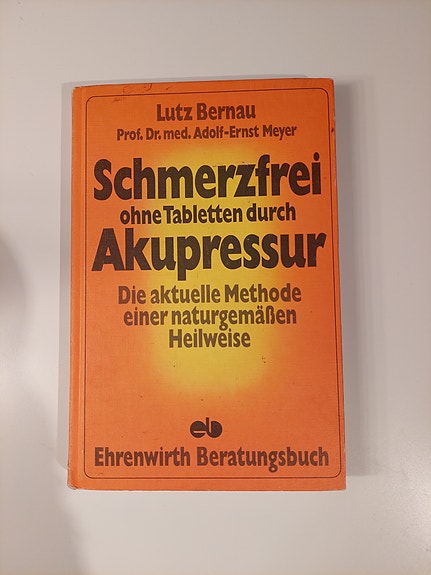 Lutz Bernau
Prof. Dr. med. Adolf-Ernst Meyer
Schmerzfrei
ohne Tabletten durch
Akupressur
Die aktuelle Methode
einer naturgemäßen
Heilweise
eb
Ehrenwirth Beratungsbuch